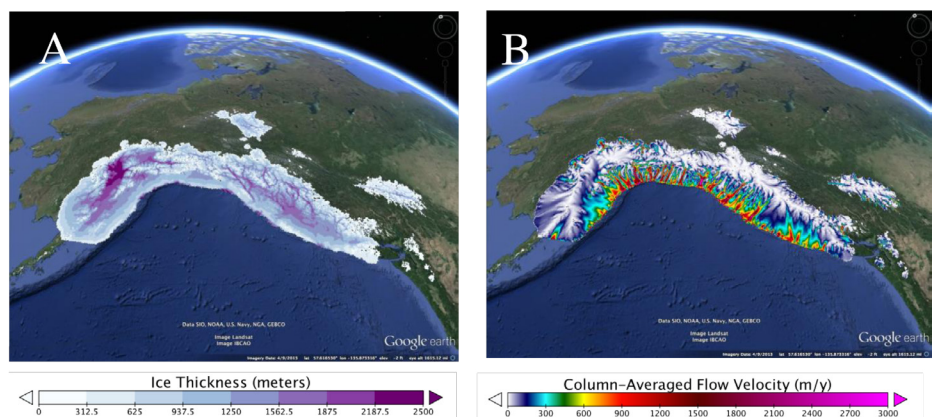 A
Data SIO, NOAA, U.S. Navy, NGA, GEBCO
Image Landsat
Image IBCAO
Google earth
Ice Thickness (meters)
0 312.5 625 937.5 1250 1562.5 1875 2187.5 2500
B
Data SIO, NOAA, U.S. Navy, NGA, GEBCO
Image Landsat
Image IBCAO
Google earth
Column-Averaged Flow Velocity (m/y)
0 300 600 900 1200 1500 1800 2100 2400 2700 3000